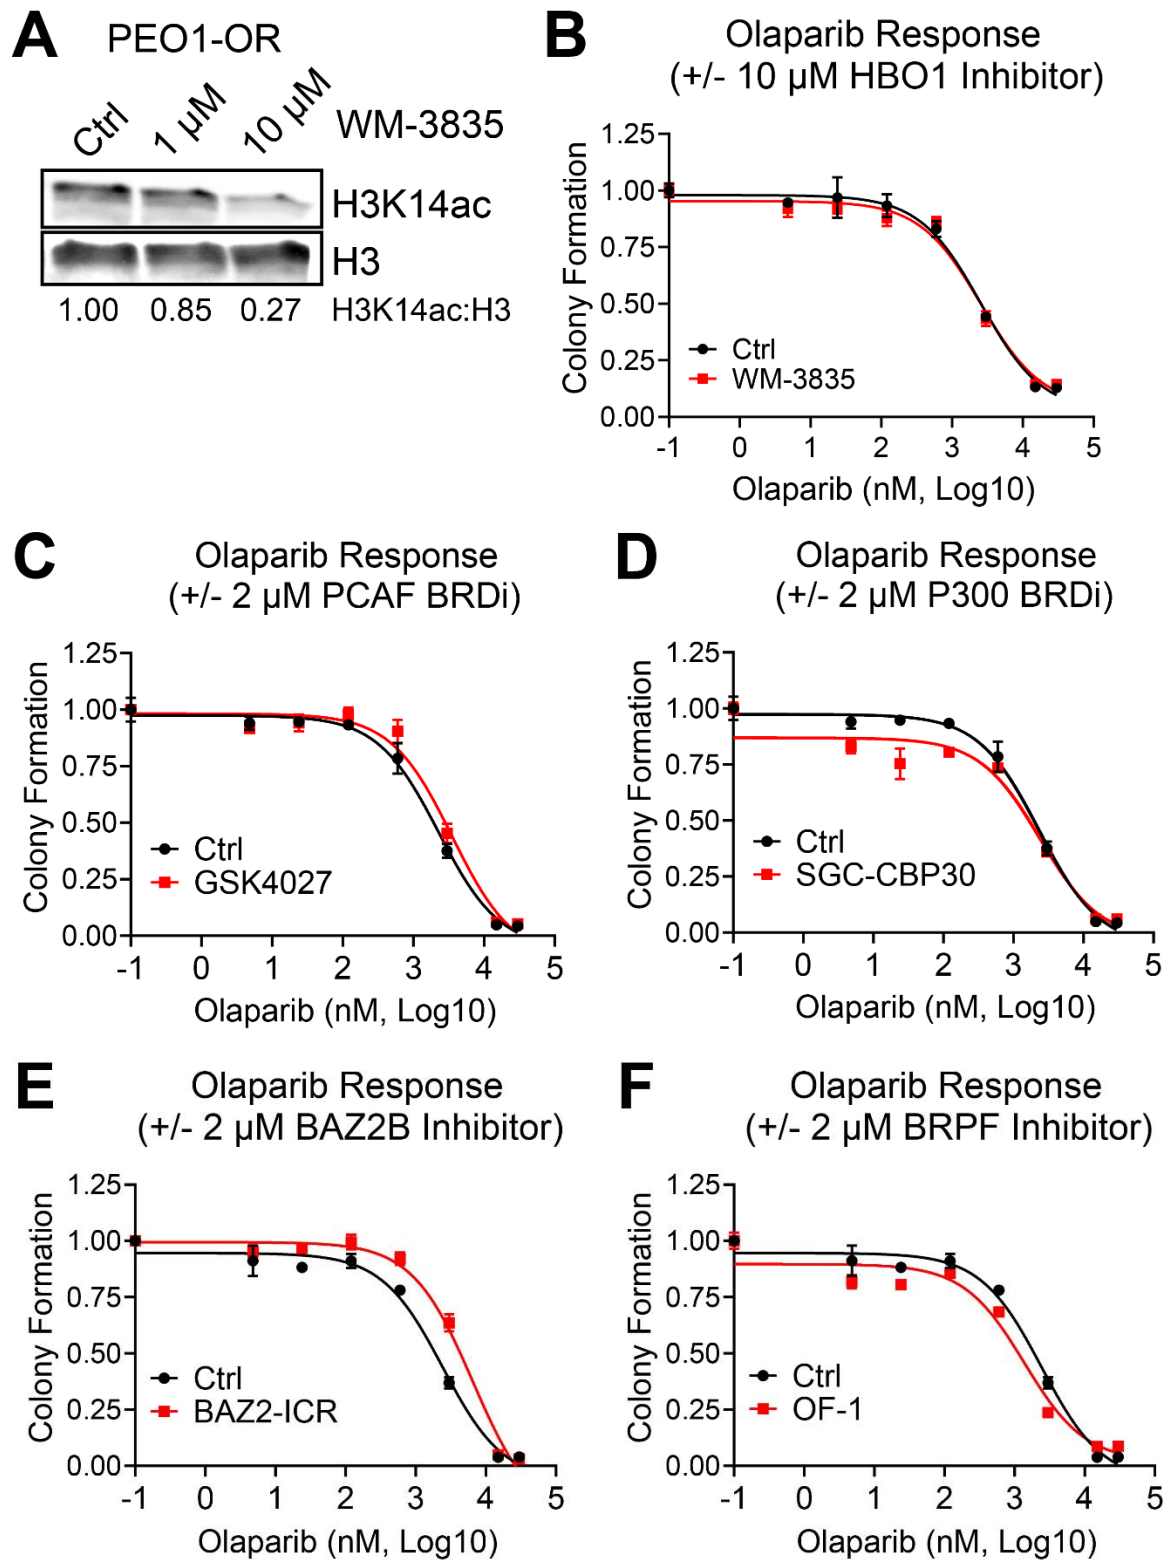 A
PEO1-OR
Ctrl
1 µM
10 µM
WM-3835
H3K14ac
H3
1.00 0.85 0.27 H3K14ac:H3
B
Olaparib Response
(+/- 10 µM HBO1 Inhibitor)
Colony Formation
1.25
1.00
0.75
0.50
0.25
0.00
Ctrl
WM-3835
-1 0 1 2 3 4 5
Olaparib (nM, Log10)
C
Olaparib Response
(+/- 2 µM PCAF BRDi)
Colony Formation
1.25
1.00
0.75
0.50
0.25
0.00
Ctrl
GSK4027
-1 0 1 2 3 4 5
Olaparib (nM, Log10)
D
Olaparib Response
(+/- 2 µM P300 BRDi)
Colony Formation
1.25
1.00
0.75
0.50
0.25
0.00
Ctrl
SGC-CBP30
-1 0 1 2 3 4 5
Olaparib (nM, Log10)
E
Olaparib Response
(+/- 2 µM BAZ2B Inhibitor)
Colony Formation
1.25
1.00
0.75
0.50
0.25
0.00
Ctrl
BAZ2-ICR
-1 0 1 2 3 4 5
Olaparib (nM, Log10)
F
Olaparib Response
(+/- 2 µM BRPF Inhibitor)
Colony Formation
1.25
1.00
0.75
0.50
0.25
0.00
Ctrl
OF-1
-1 0 1 2 3 4 5
Olaparib (nM, Log10)